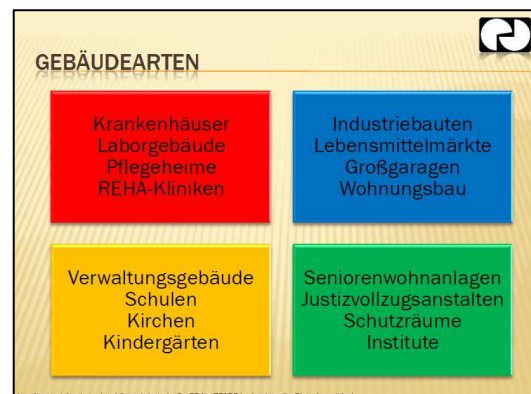 GEBÄUDEARTEN
Krankenhäuser
Laborgebäude
Pflegeheime
REHA-Kliniken
Industriebauten
Lebensmittelmärkte
Großgaragen
Wohnungsbau
Verwaltungsgebäude
Schulen
Kirchen
Kindergärten
Seniorenwohnanlagen
Justizvollzugsanstalten
Schutzräume
Institute